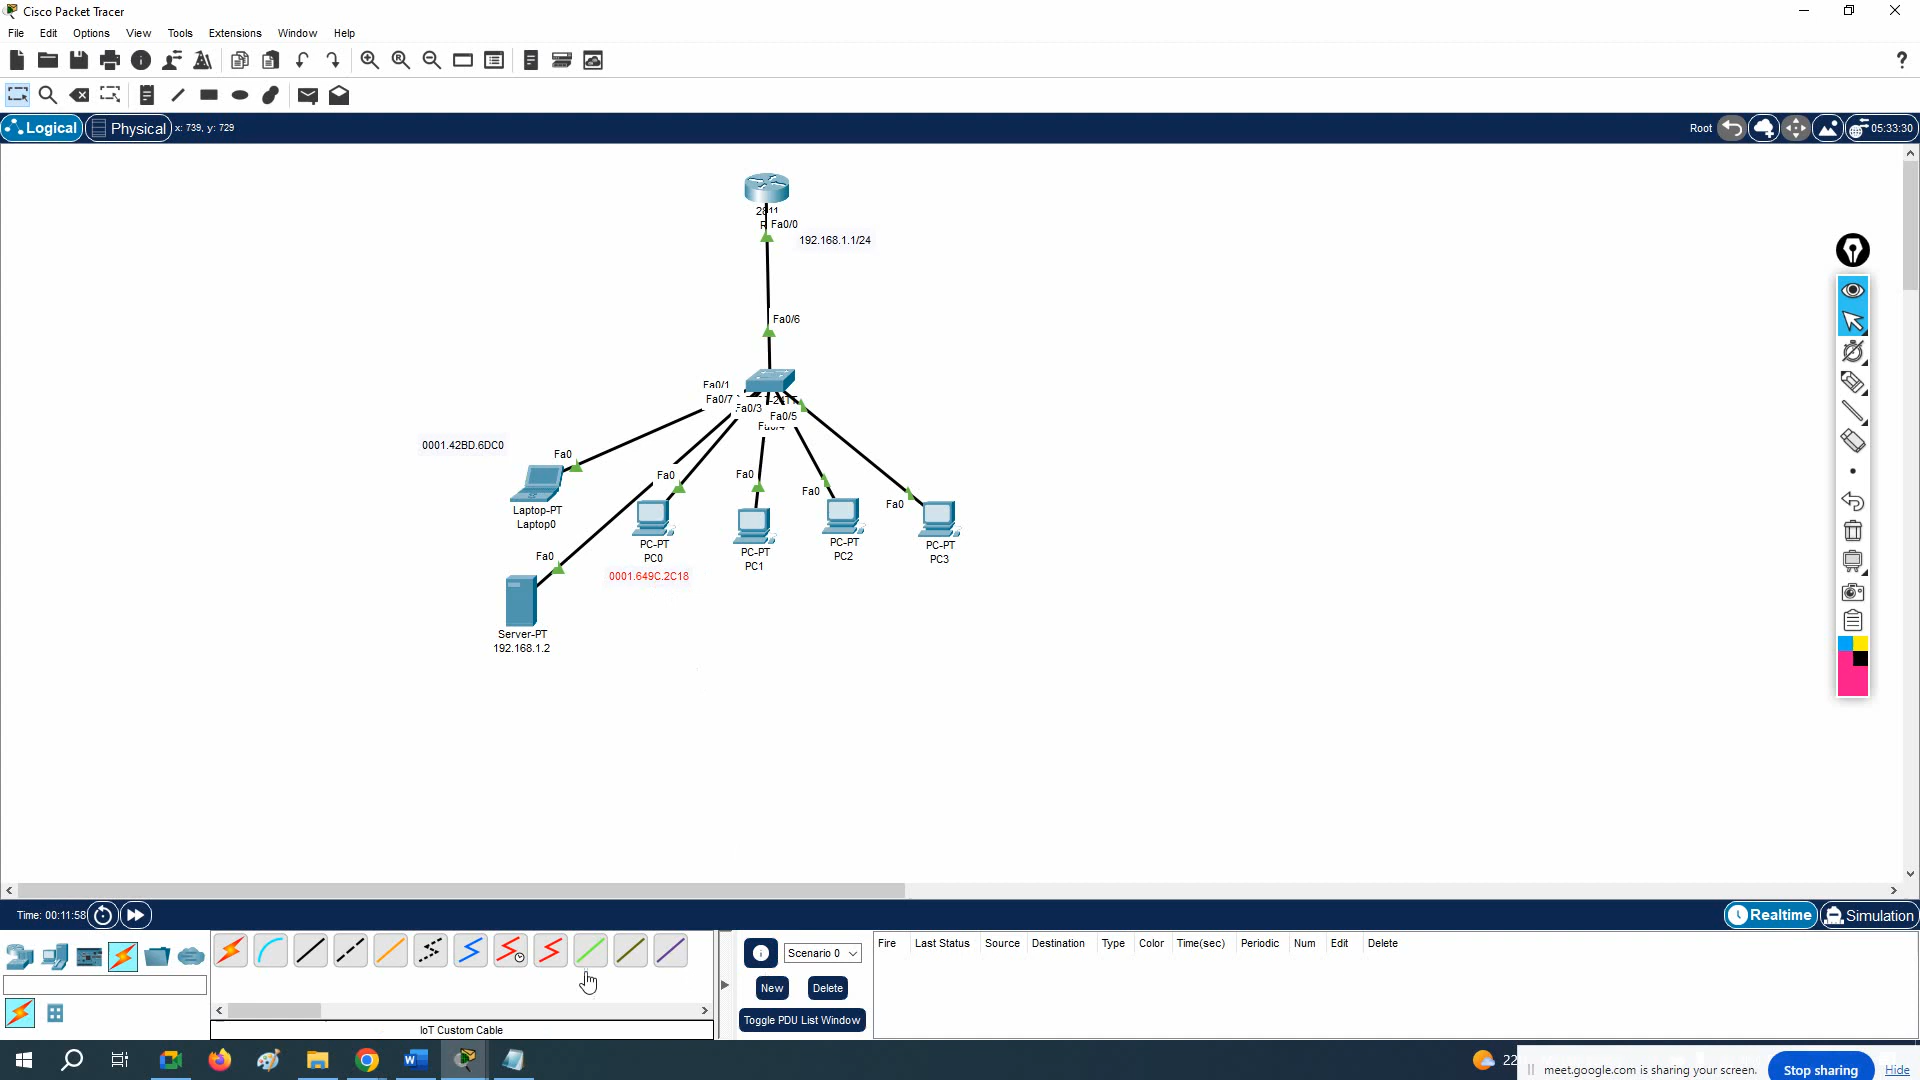 Cisco Packet Tracer
File Edit Options View Tools Extensions Window Help
Logical Physical x: 739, y: 729 Root 05:33:30
Fa0/0
192.168.1.1/24
Fa0/6
Fa0/1
Fa0/7
Fa0/3
Fa0/5
0001.42BD.6DC0
Fa0
Laptop-PT
Laptop0
Fa0
PC-PT
PC0
0001.649C.2C18
Fa0
PC-PT
PC1
Fa0
PC-PT
PC2
Fa0
PC-PT
PC3
Fa0
Server-PT
192.168.1.2
Time: 00:11:58 Realtime Simulation
Scenario 0
New Delete
Toggle PDU List Window
Fire Last Status Source Destination Type Color Time(sec) Periodic Num Edit Delete
IoT Custom Cable
meet.google.com is sharing your screen. Stop sharing Hide